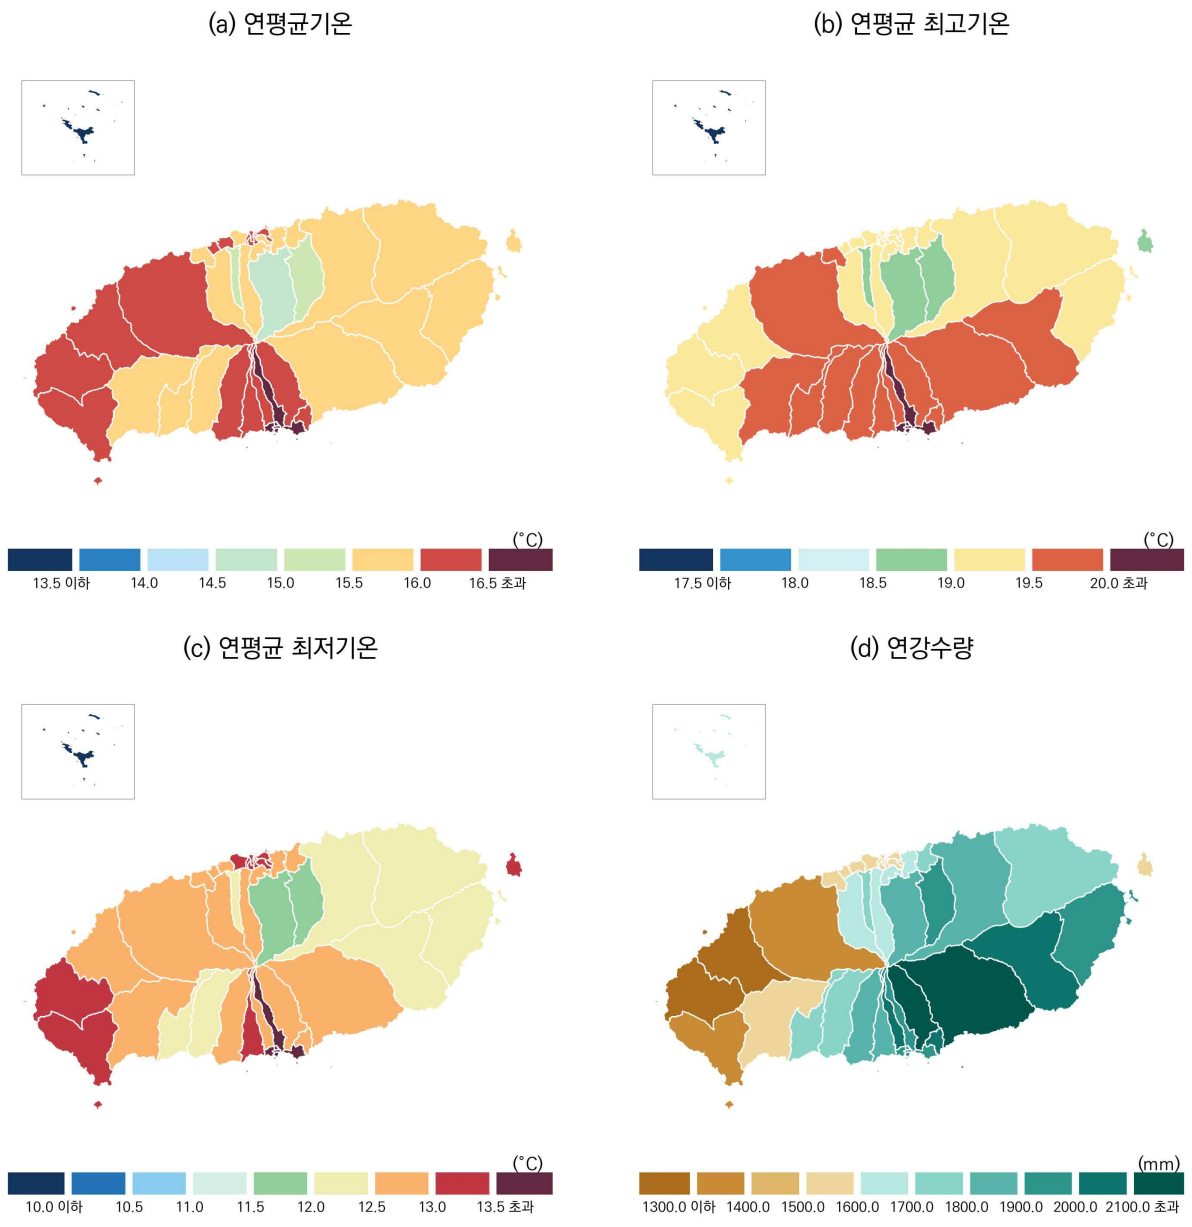 (a) 연평균기온
(b) 연평균 최고기온
(°C)
13.5 이하 14.0 14.5 15.0 15.5 16.0 16.5 초과
(°C)
17.5 이하 18.0 18.5 19.0 19.5 20.0 초과
(c) 연평균 최저기온
(d) 연강수량
(°C)
10.0 이하 10.5 11.0 11.5 12.0 12.5 13.0 13.5 초과
(mm)
1300.0 이하 1400.0 1500.0 1600.0 1700.0 1800.0 1900.0 2000.0 2100.0 초과